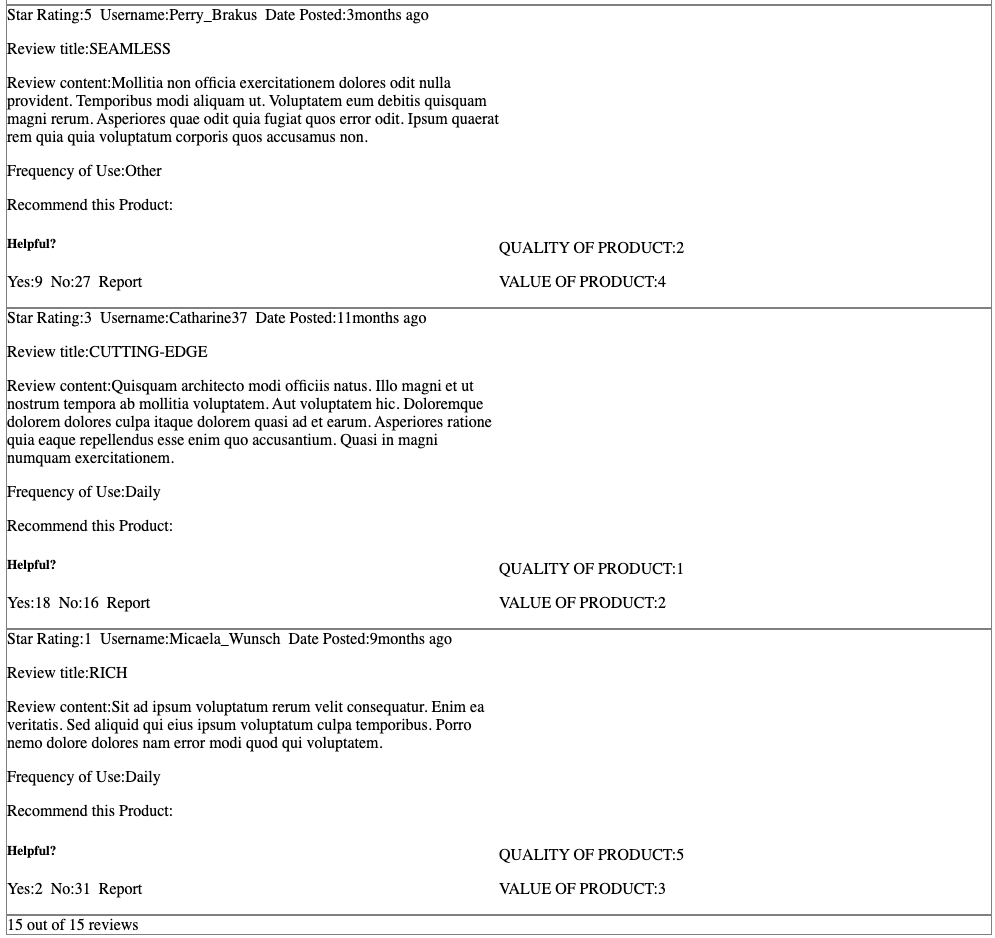 Star Rating:5 Username:Perry_Brakus Date Posted:3months ago
Review title:SEAMLESS
Review content:Mollitia non officia exercitationem dolores odit nulla
provident. Temporibus modi aliquam ut. Voluptatem eum debitis quisquam
magni rerum. Asperiores quae odit quia fugiat quos error odit. Ipsum quaerat
rem quia quia voluptatum corporis quos accusamus non.
Frequency of Use:Other
Recommend this Product:
Helpful?
Yes:9 No:27 Report
QUALITY OF PRODUCT:2
VALUE OF PRODUCT:4
Star Rating:3 Username:Catharine37 Date Posted:11months ago
Review title:CUTTING-EDGE
Review content:Quisquam architecto modi officiis natus. Illo magni et ut
nostrum tempora ab mollitia voluptatem. Aut voluptatem hic. Doloremque
dolorem dolores culpa itaque dolorem quasi ad et earum. Asperiores ratione
quia eaque repellendus esse enim quo accusantium. Quasi in magni
numquam exercitationem.
Frequency of Use:Daily
Recommend this Product:
Helpful?
Yes:18 No:16 Report
QUALITY OF PRODUCT:1
VALUE OF PRODUCT:2
Star Rating:1 Username:Micaela_Wunsch Date Posted:9months ago
Review title:RICH
Review content:Sit ad ipsum voluptatum rerum velit consequatur. Enim ea
veritatis. Sed aliquid qui eius ipsum voluptatum culpa temporibus. Porro
nemo dolore dolores nam error modi quod qui voluptatem.
Frequency of Use:Daily
Recommend this Product:
Helpful?
Yes:2 No:31 Report
QUALITY OF PRODUCT:5
VALUE OF PRODUCT:3
15 out of 15 reviews